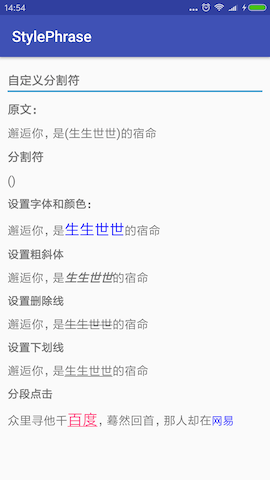 14:54
StylePhrase
自定义分割符
原文：
邂逅你，是(生生世世)的宿命
分割符
()
设置字体和颜色：
邂逅你，是生生世世的宿命
设置粗斜体
邂逅你，是生生世世的宿命
设置删除线
邂逅你，是生生世世的宿命
设置下划线
邂逅你，是生生世世的宿命
分段点击
众里寻他千百度，蓦然回首，那人却在网易